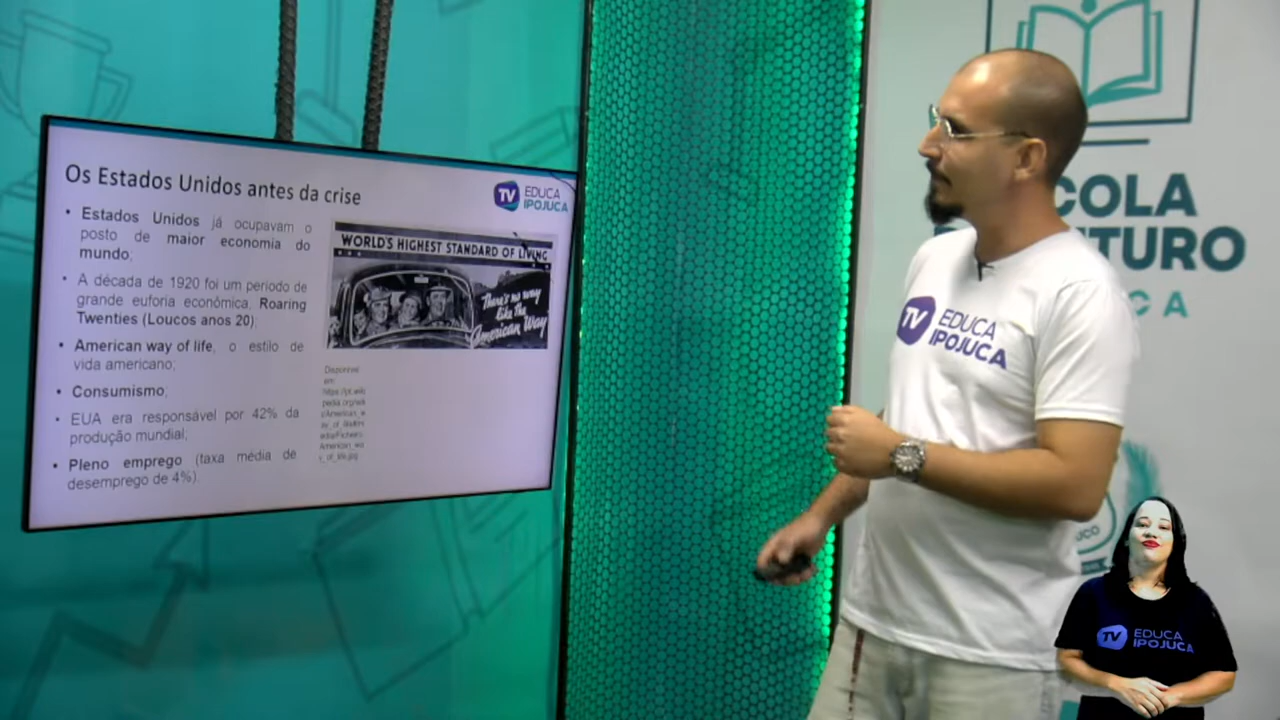 Os Estados Unidos antes da crise
TV EDUCA
IPOJUCA
• Estados Unidos já ocupavam o
posto de maior economia do
mundo;
• A década de 1920 foi um período de
grande euforia econômica, Roaring
Twenties (Loucos anos 20);
• American way of life, o estilo de
vida americano;
• Consumismo;
• EUA era responsável por 42% da
produção mundial;
• Pleno emprego (taxa média de
desemprego de 4%).
WORLD'S HIGHEST STANDARD OF LIVING
There's no way
like the
American Way
Disponível
em:
COLA
TURO
CA
TV EDUCA
IPOJUCA
TV EDUCA
IPOJUCA